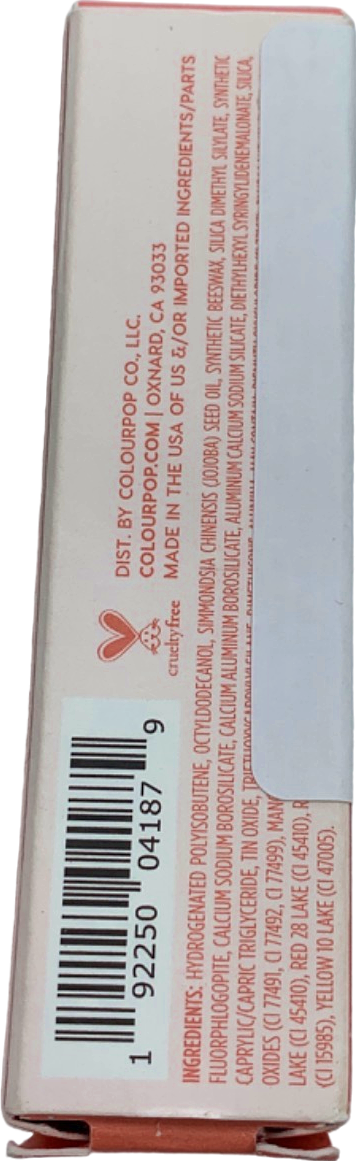 DIST. BY COLOURPOP CO., LLC.
COLOURPOP.COM | OXNARD, CA 93033
MADE IN THE USA OF US &/OR IMPORTED INGREDIENTS/PARTS
cruelty free
1 92250 04187 9
INGREDIENTS: HYDROGENATED POLYISOBUTENE, OCTYLDODECANOL, SIMMONDSIA CHINENSIS (JOJOBA) SEED OIL, SYNTHETIC BEESWAX, SILICA DIMETHYL SILYLATE, SYNTHETIC
FLUORPHLOGOPITE, CALCIUM SODIUM BOROSILICATE, CALCIUM ALUMINUM BOROSILICATE, ALUMINUM CALCIUM SODIUM SILICATE, DIETHYLHEXYL SYRINGYLIDENEMALONATE, SILICA,
CAPRYLIC/CAPRIC TRIGLYCERIDE, TIN OXIDE,
OXIDES (CI 77491, CI 77492, CI 77499),
LAKE (CI 45410), RED 28 LAKE (CI 45410),
(CI 15985), YELLOW 10 LAKE (CI 47005).